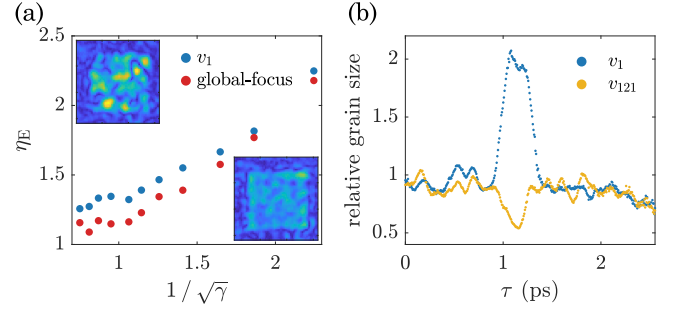 (a)
2.5
2
1.5
1
η_E
v_1
global-focus
1
1.5
2
1 / √γ
(b)
2
1.5
1
0.5
relative grain size
v_1
v_121
0
1
2
τ (ps)